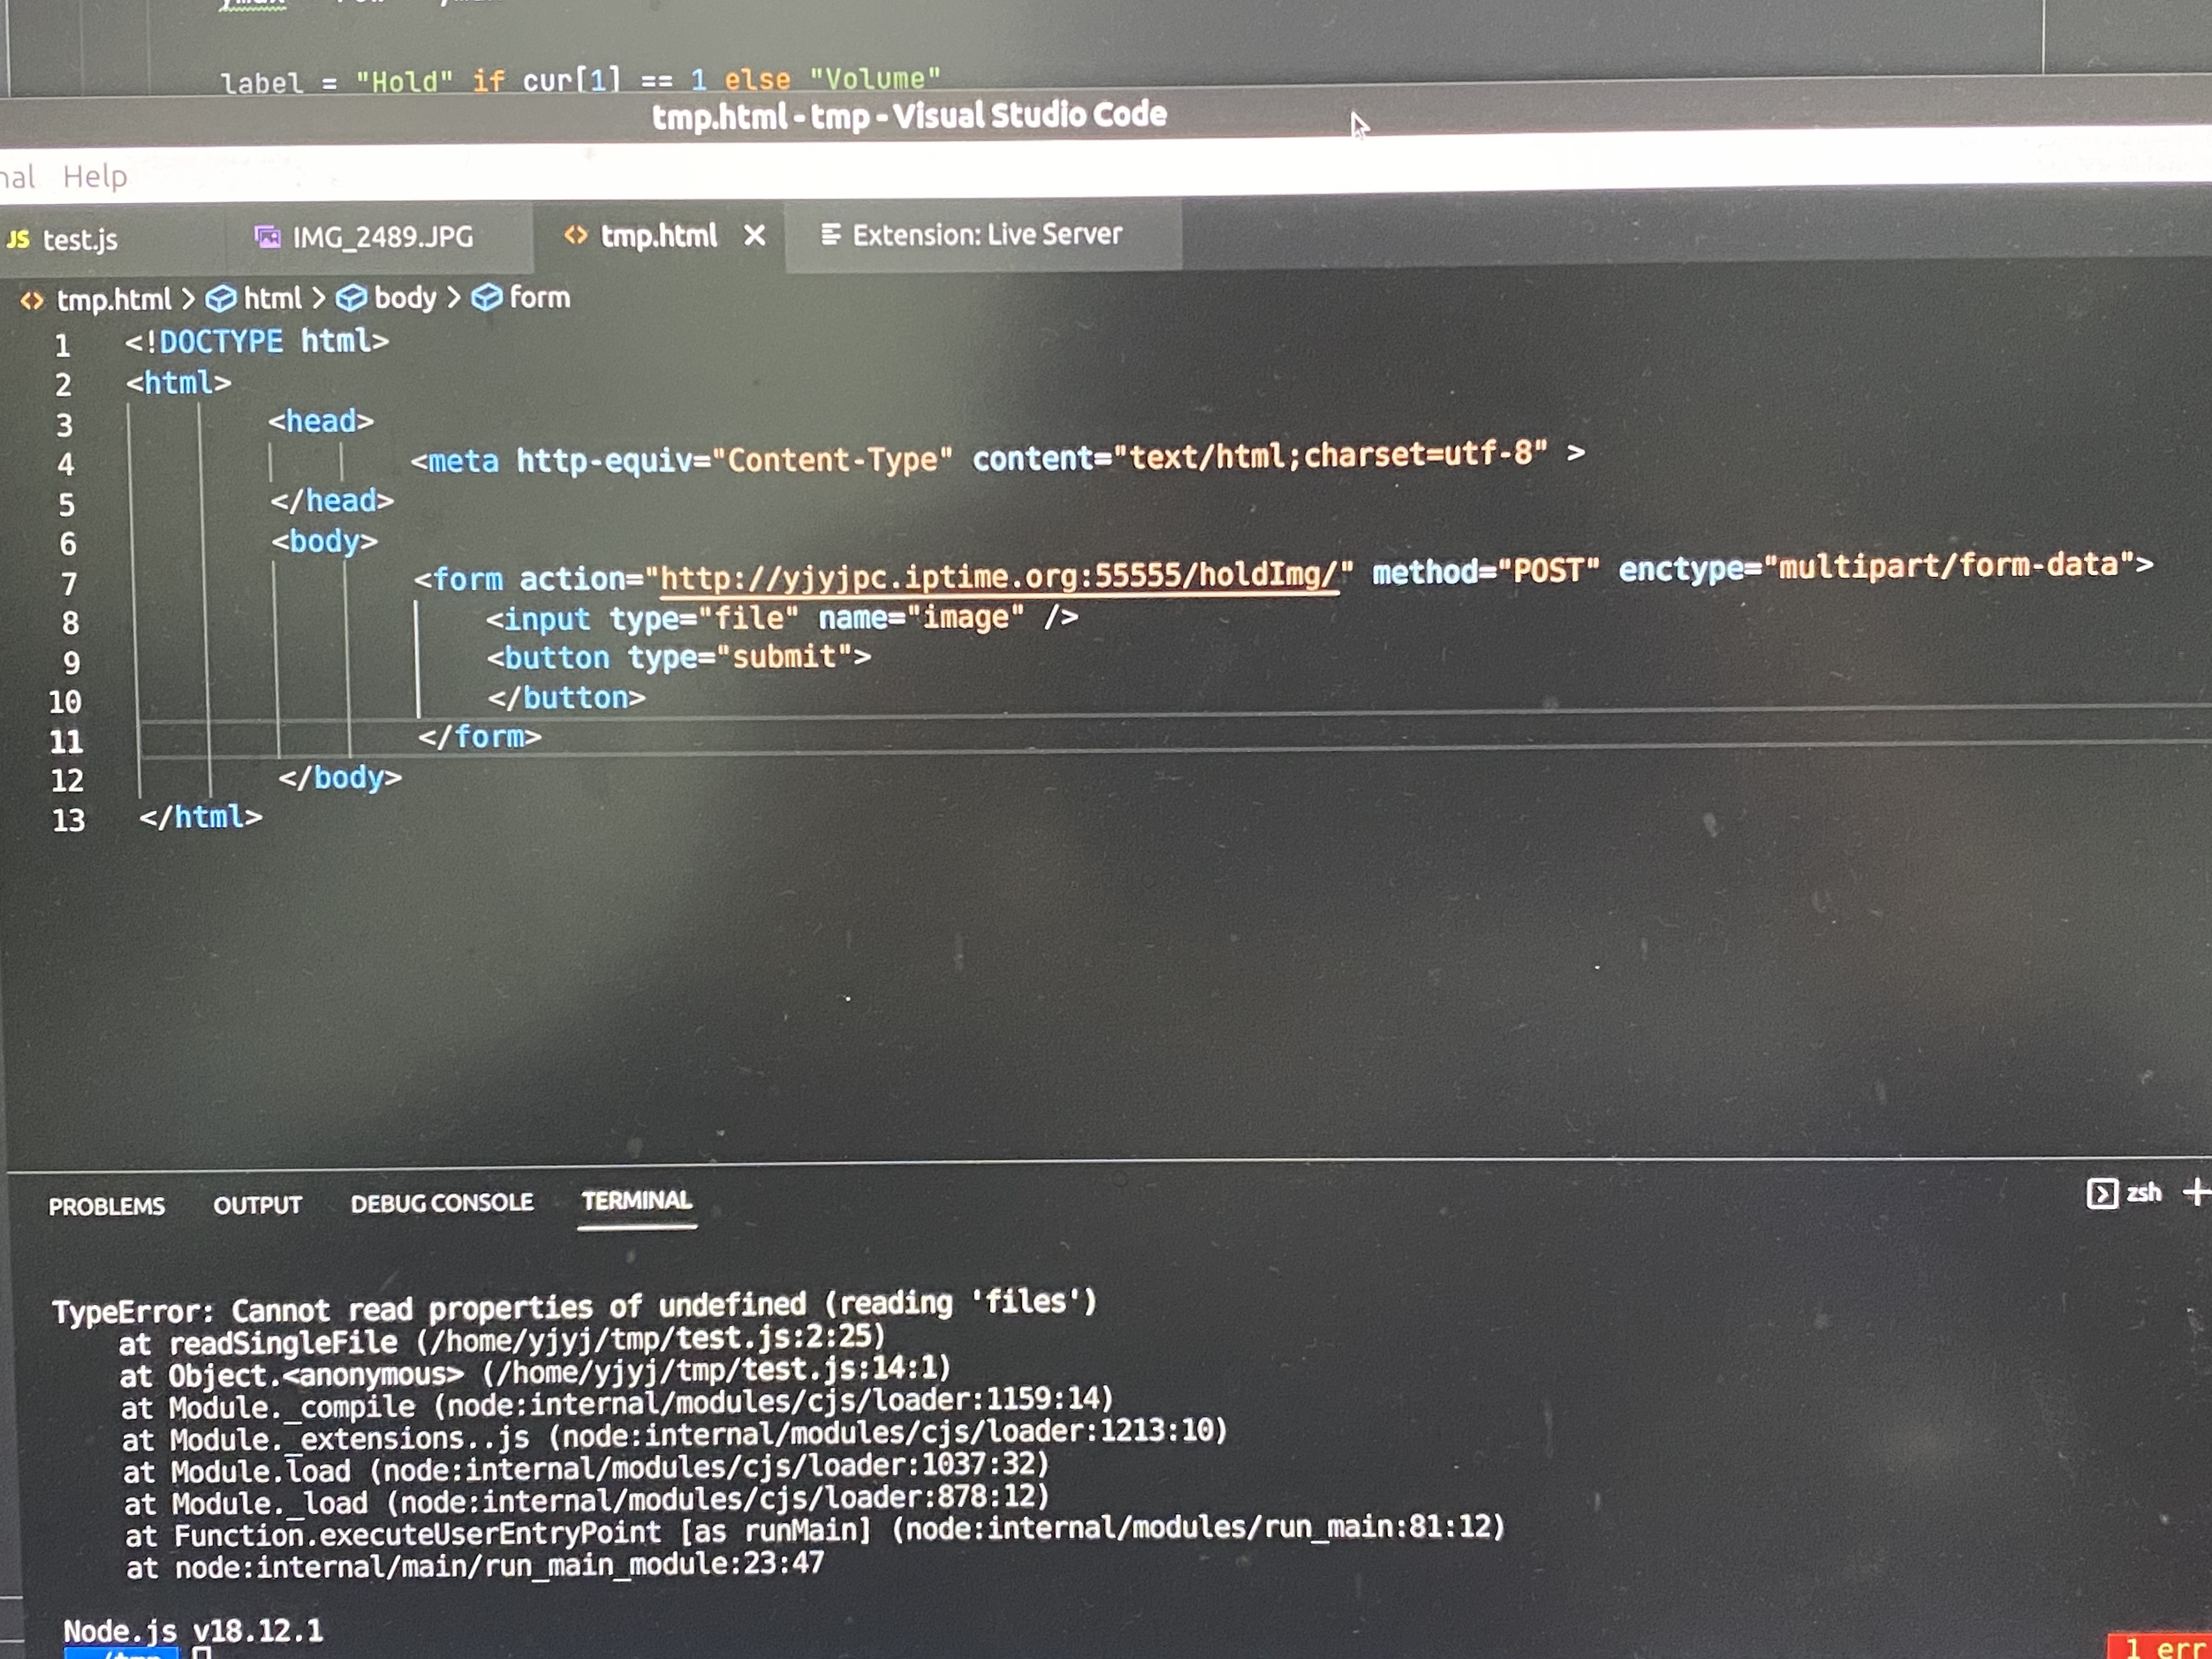 label = "Hold" if cur[1] == 1 else "Volume"
tmp.html - tmp - Visual Studio Code
nal Help
JS test.js IMG_2489.JPG <> tmp.html × Extension: Live Server
<> tmp.html > html > body > form
1 <!DOCTYPE html>
2 <html>
3 <head>
4 <meta http-equiv="Content-Type" content="text/html;charset=utf-8" >
5 </head>
6 <body>
7 <form action="http://yjyjpc.iptime.org:55555/holdImg/" method="POST" enctype="multipart/form-data">
8 <input type="file" name="image" />
9 <button type="submit">
10 </button>
11 </form>
12 </body>
13 </html>
PROBLEMS OUTPUT DEBUG CONSOLE TERMINAL zsh +
TypeError: Cannot read properties of undefined (reading 'files')
at readSingleFile (/home/yjyj/tmp/test.js:2:25)
at Object.<anonymous> (/home/yjyj/tmp/test.js:14:1)
at Module._compile (node:internal/modules/cjs/loader:1159:14)
at Module._extensions..js (node:internal/modules/cjs/loader:1213:10)
at Module.load (node:internal/modules/cjs/loader:1037:32)
at Module._load (node:internal/modules/cjs/loader:878:12)
at Function.executeUserEntryPoint [as runMain] (node:internal/modules/run_main:81:12)
at node:internal/main/run_main_module:23:47
Node.js v18.12.1
1 err